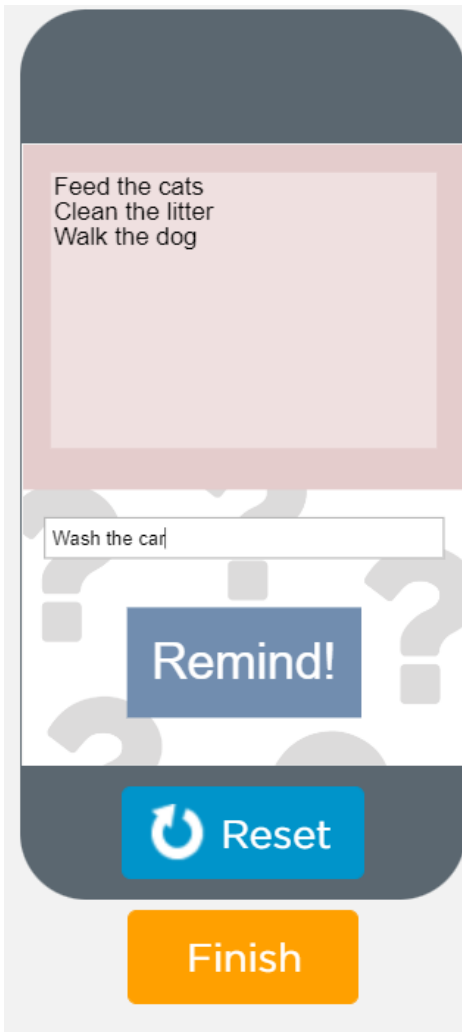 Feed the cats
Clean the litter
Walk the dog
Wash the car
Remind!
Reset
Finish